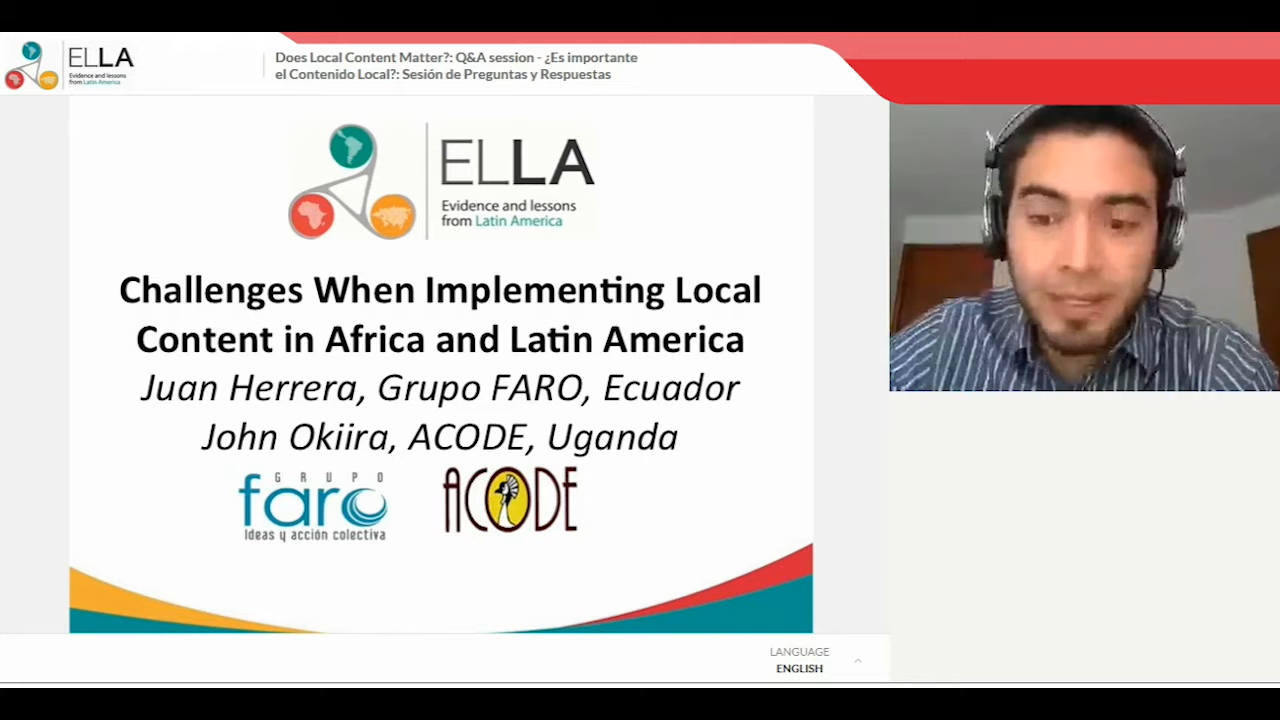 ELLA
Evidence and lessons
from Latin America
Does Local Content Matter?: Q&A session - ¿Es importante
el Contenido Local?: Sesión de Preguntas y Respuestas
ELLA
Evidence and lessons
from Latin America
Challenges When Implementing Local
Content in Africa and Latin America
Juan Herrera, Grupo FARO, Ecuador
John Okiira, ACODE, Uganda
GRUPO
faro
Ideas y acción colectiva
ACODE
LANGUAGE
ENGLISH